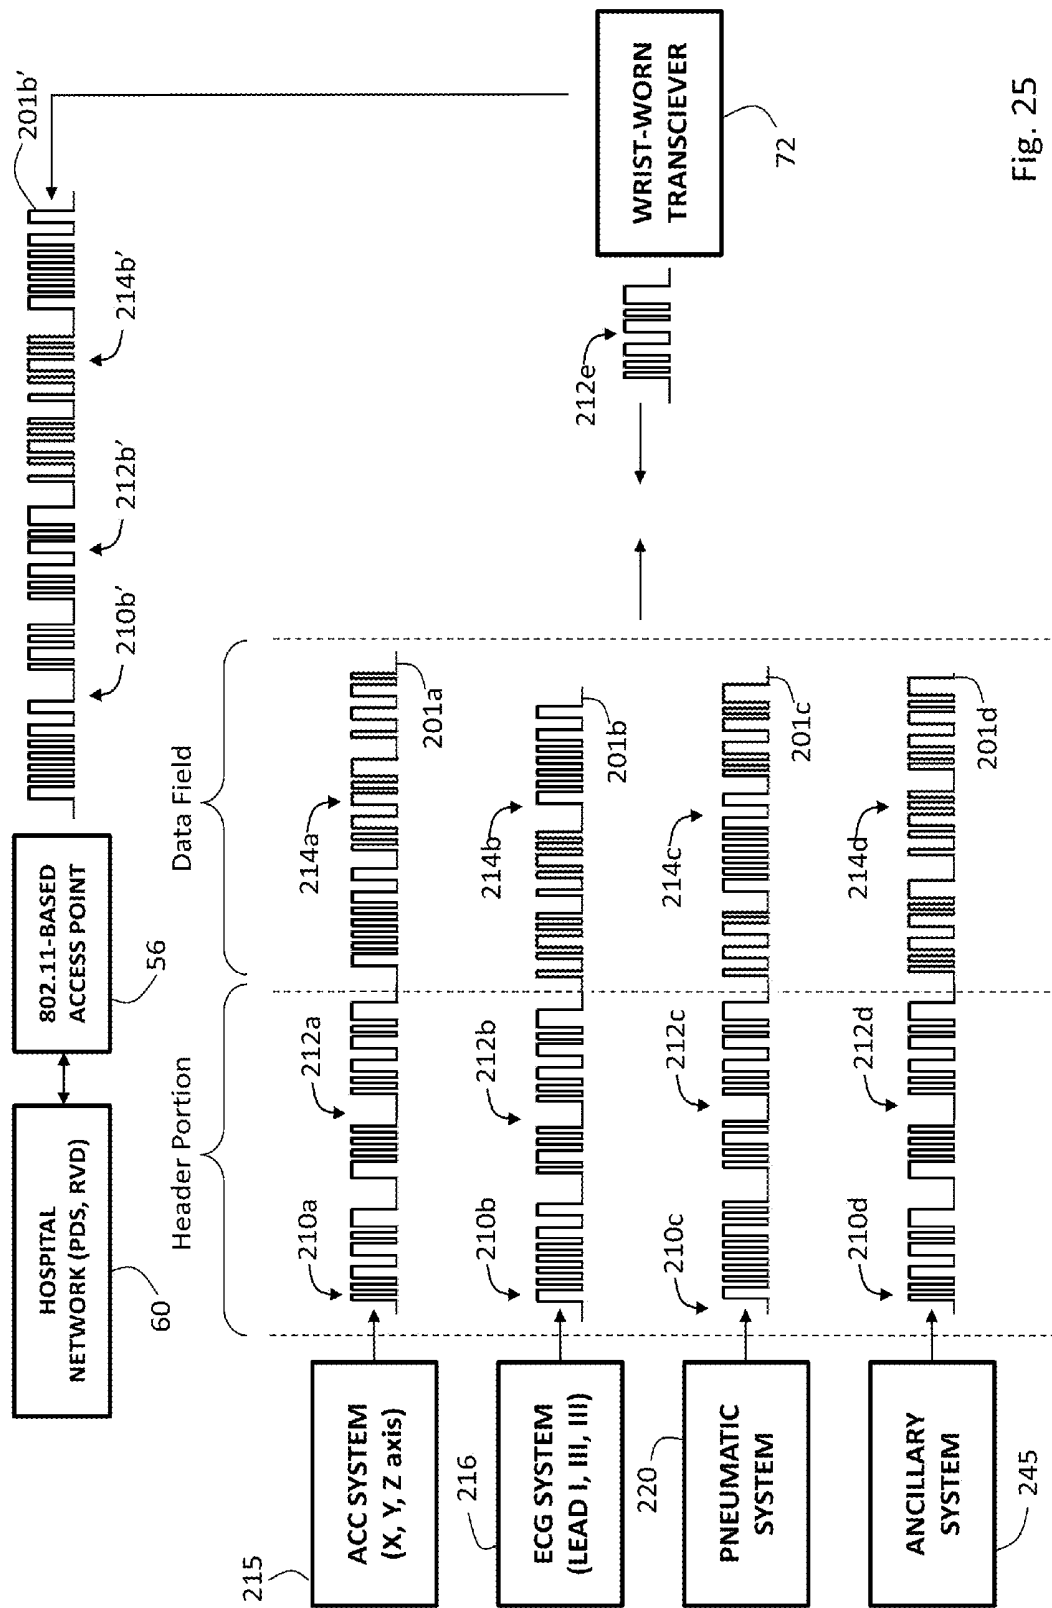 HOSPITAL
NETWORK (PDS, RVD)
60
802.11-BASED
ACCESS POINT
56
210b’
212b’
214b’
201b’
Header Portion
Data Field
215
ACC SYSTEM
(X, Y, Z axis)
210a
212a
214a
201a
216
ECG SYSTEM
(LEAD I, III, III)
210b
212b
214b
201b
220
PNEUMATIC
SYSTEM
210c
212c
214c
201c
ANCILLARY
SYSTEM
245
210d
212d
214d
201d
212e
WRIST-WORN
TRANSCIEVER
72
Fig. 25